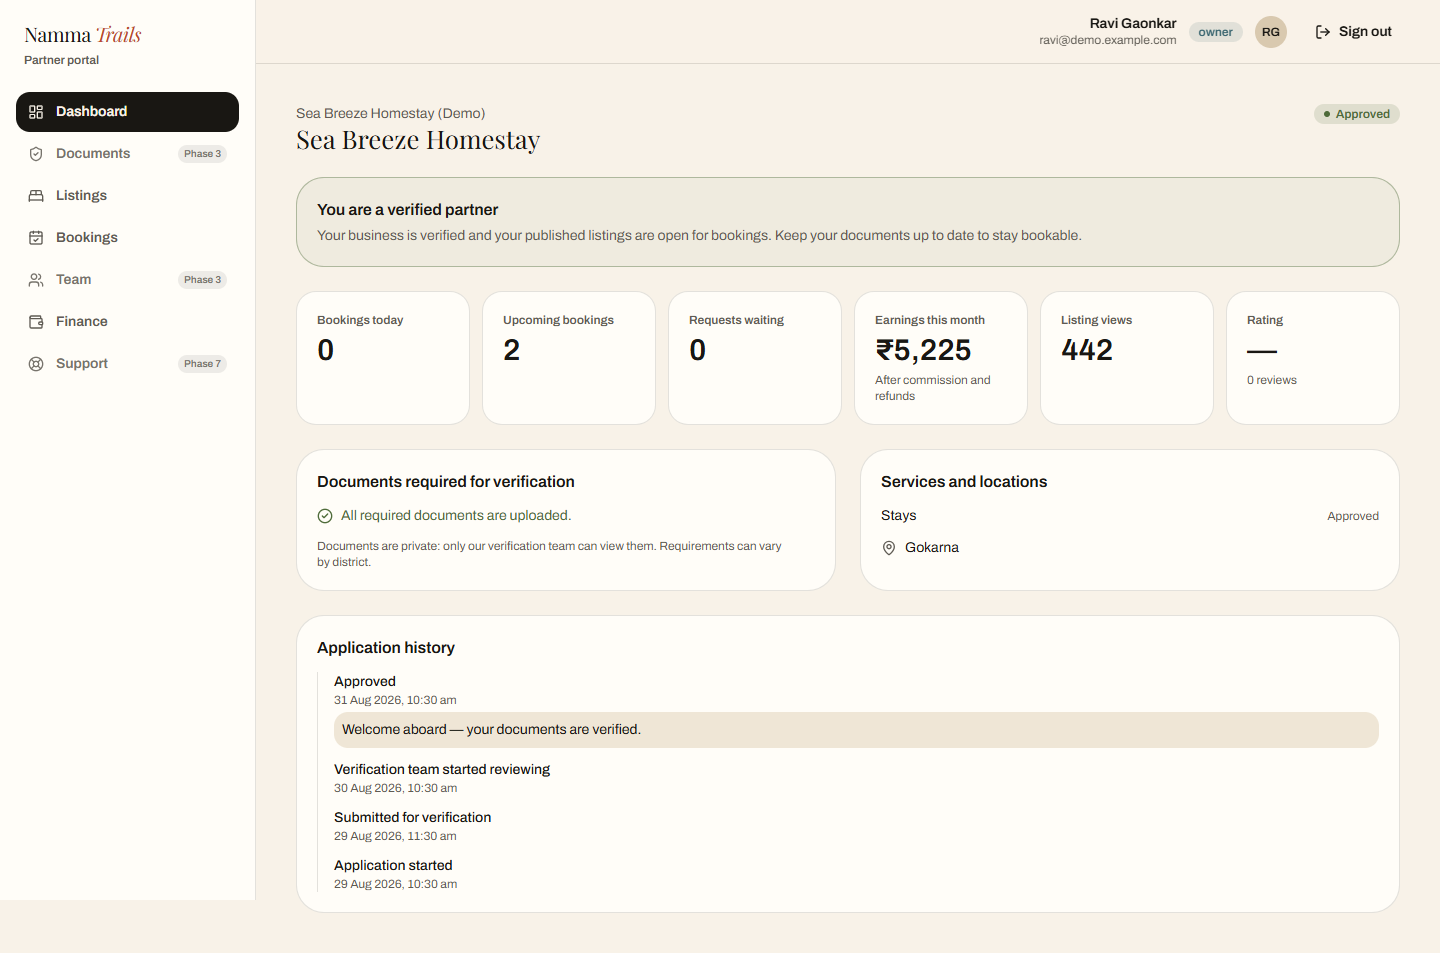 Namma Trails
Partner portal
Dashboard
Documents Phase 3
Listings
Bookings
Team Phase 3
Finance
Support Phase 7
Ravi Gaonkar
ravi@demo.example.com
owner
RG
Sign out
Sea Breeze Homestay (Demo)
Sea Breeze Homestay
Approved
You are a verified partner
Your business is verified and your published listings are open for bookings. Keep your documents up to date to stay bookable.
Bookings today
0
Upcoming bookings
2
Requests waiting
0
Earnings this month
₹5,225
After commission and
refunds
Listing views
442
Rating
—
0 reviews
Documents required for verification
All required documents are uploaded.
Documents are private: only our verification team can view them. Requirements can vary
by district.
Services and locations
Stays Approved
Gokarna
Application history
Approved
31 Aug 2026, 10:30 am
Welcome aboard — your documents are verified.
Verification team started reviewing
30 Aug 2026, 10:30 am
Submitted for verification
29 Aug 2026, 11:30 am
Application started
29 Aug 2026, 10:30 am